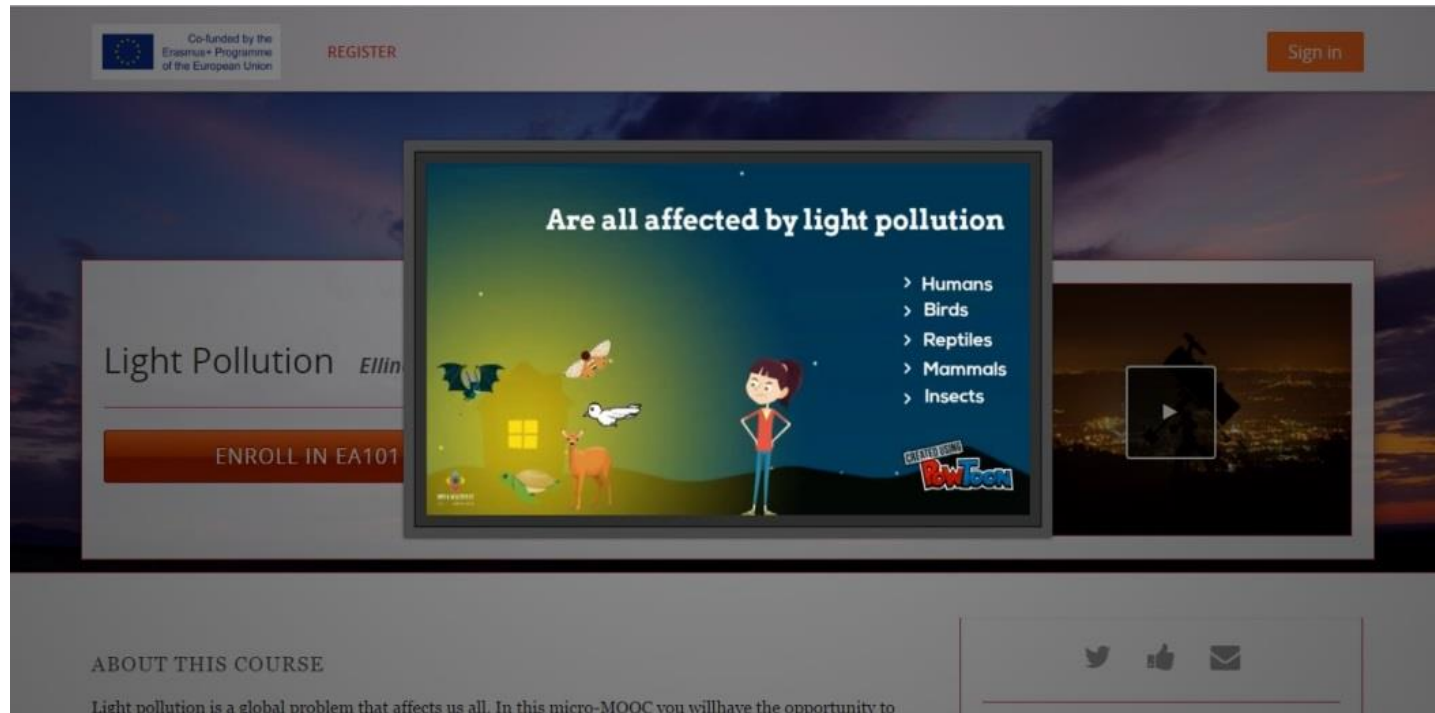 Co-funded by the
Erasmus+ Programme
of the European Union
REGISTER
Sign in
Are all affected by light pollution
> Humans
> Birds
> Reptiles
> Mammals
> Insects
CREATED USING
POWTOON
Light Pollution Ellin
ENROLL IN EA101
ABOUT THIS COURSE
Light pollution is a global problem that affects us all. In this micro-MOOC you willhave the opportunity to